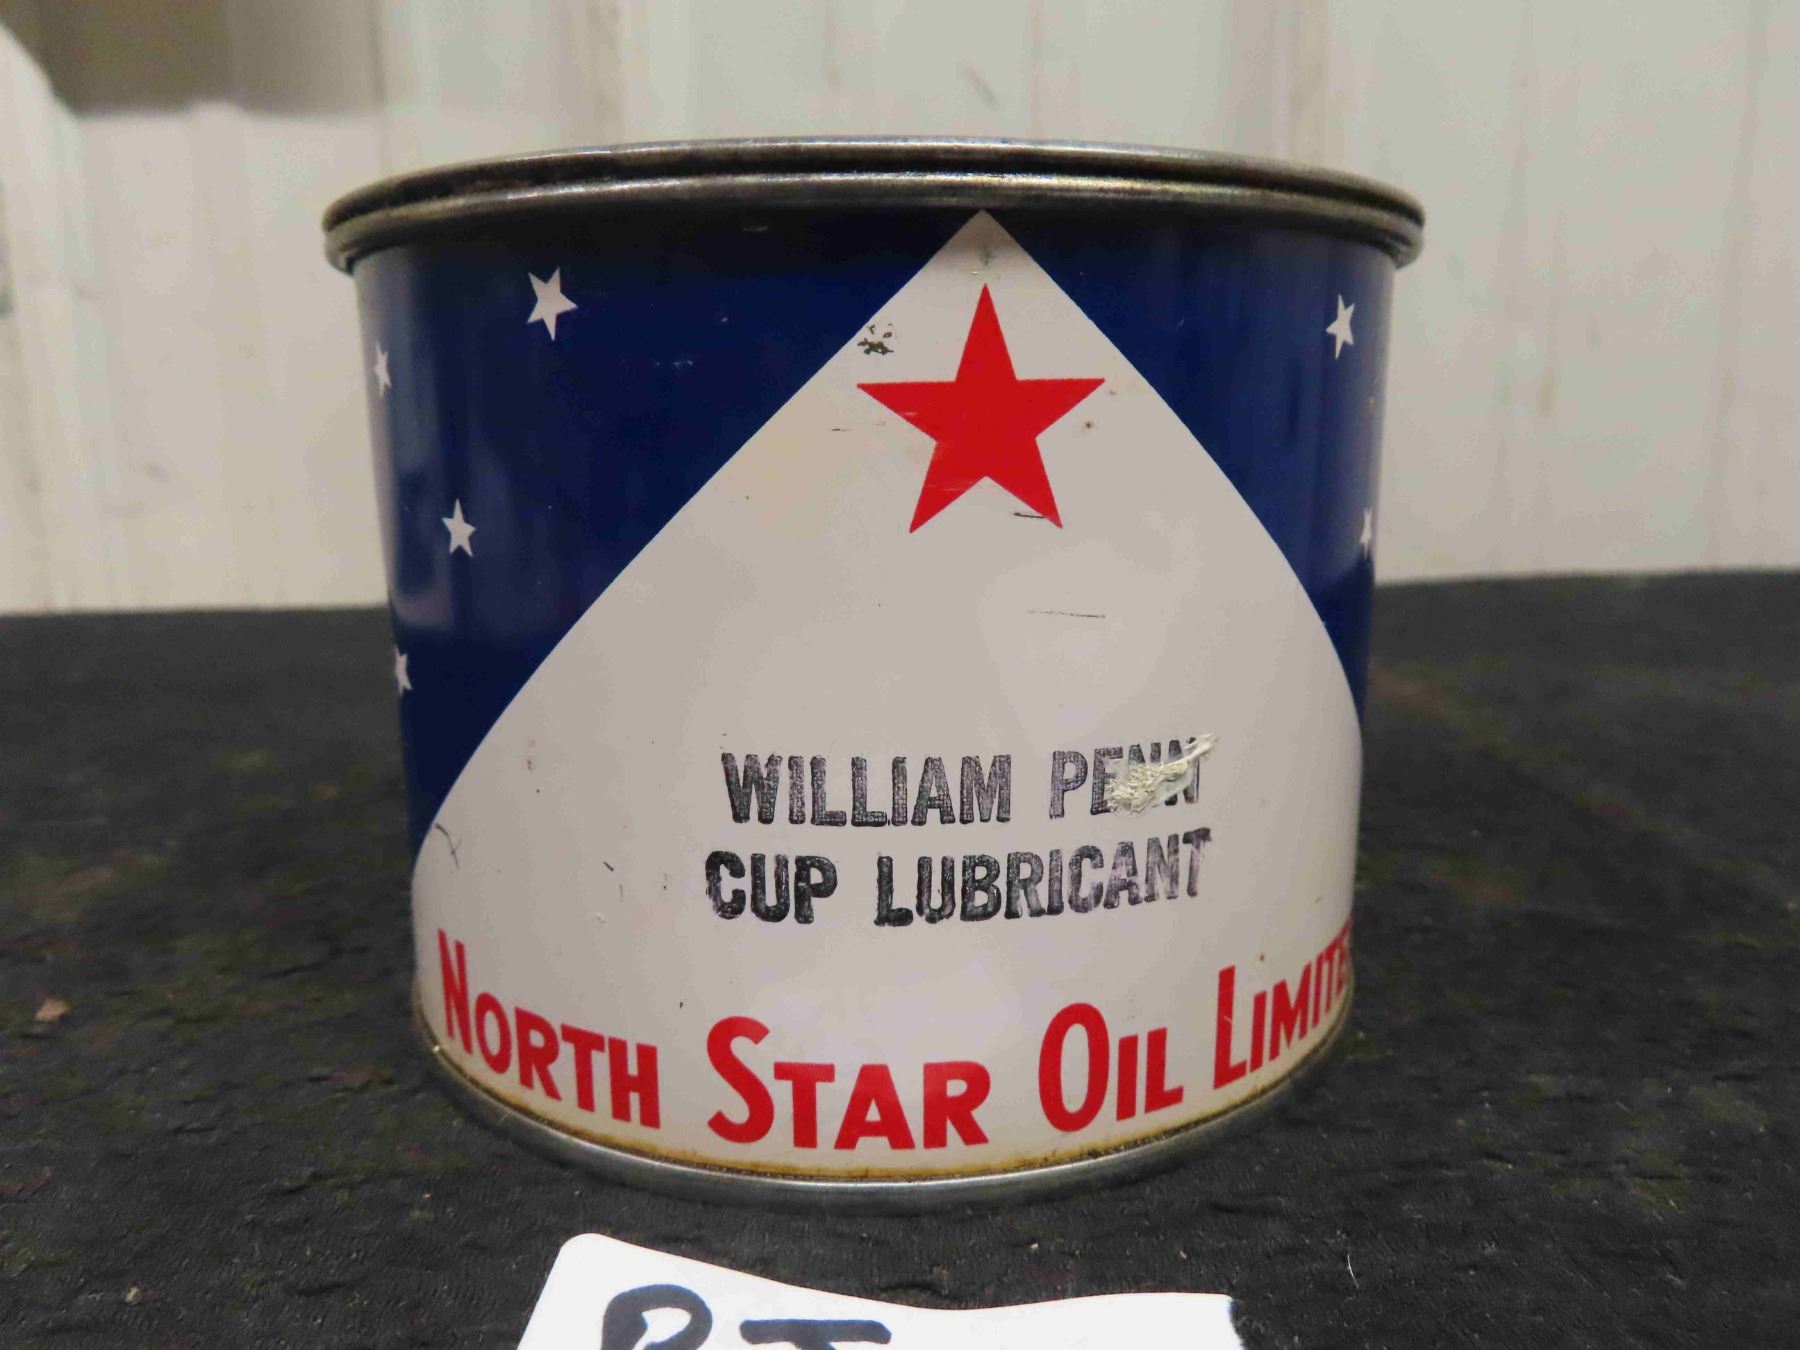 WILLIAM PENN
CUP LUBRICANT
NORTH STAR OIL LIMITE